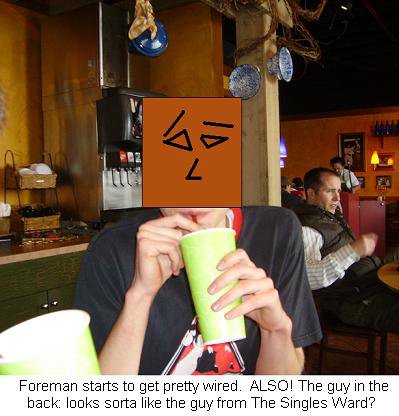 Foreman starts to get pretty wired.  ALSO! The guy in the
back: looks sorta like the guy from The Singles Ward?